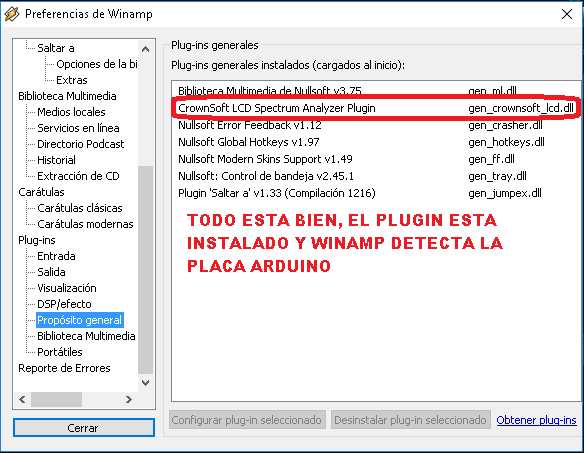 Preferencias de Winamp
Saltar a
Opciones de la bi
Extras
Biblioteca Multimedia
Medios locales
Servicios en línea
Directorio Podcast
Historial
Extracción de CD
Carátulas
Carátulas clásicas
Carátulas modernas
Plug-ins
Entrada
Salida
Visualización
DSP/efecto
Propósito general
Biblioteca Multimedia
Portátiles
Reporte de Errores
Cerrar
Plug-ins generales
Plug-ins generales instalados (cargados al inicio):
Biblioteca Multimedia de Nullsoft v3.75 gen_ml.dll
CrownSoft LCD Spectrum Analyzer Plugin gen_crownsoft_lcd.dll
Nullsoft Error Feedback v1.12 gen_crasher.dll
Nullsoft Global Hotkeys v1.97 gen_hotkeys.dll
Nullsoft Modern Skins Support v1.49 gen_ff.dll
Nullsoft: Control de bandeja v2.45.1 gen_tray.dll
Plugin 'Saltar a' v1.33 (Compilación 1216) gen_jumpex.dll
TODO ESTA BIEN, EL PLUGIN ESTA
INSTALADO Y WINAMP DETECTA LA
PLACA ARDUINO
Configurar plug-in seleccionado
Desinstalar plug-in seleccionado
Obtener plug-ins